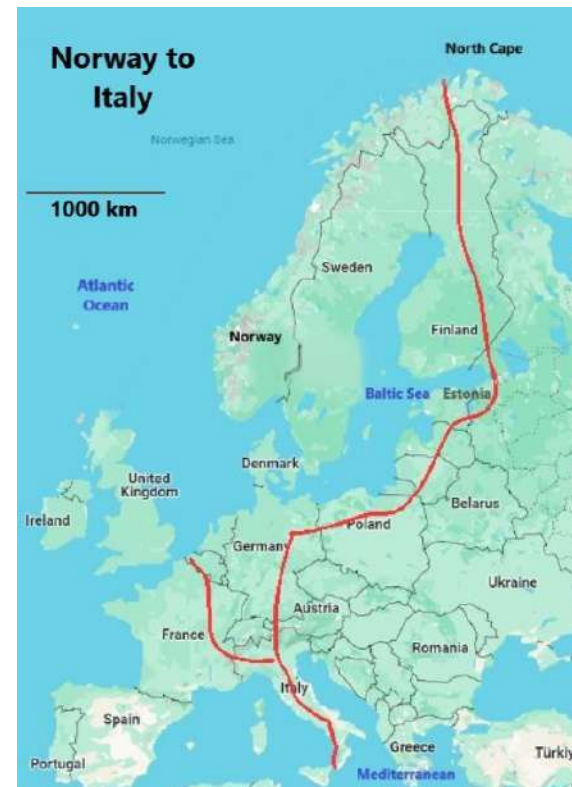 Norway to
Italy
North Cape
Norwegian Sea
1000 km
Sweden
Atlantic
Ocean
Finland
Norway
Baltic Sea
Estonia
Denmark
United
Kingdom
Ireland
Belarus
Poland
Germany
Ukraine
Austria
France
Romania
Italy
Spain
Greece
Türkiy
Portugal
Mediterranean